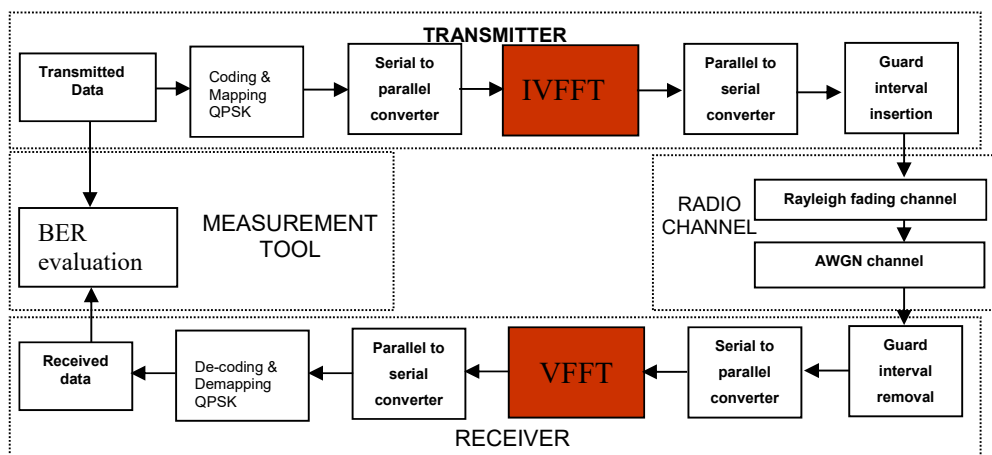 TRANSMITTER
Transmitted
Data
Coding &
Mapping
QPSK
Serial to
parallel
converter
IVFFT
Parallel to
serial
converter
Guard
interval
insertion
BER
evaluation
MEASUREMENT
TOOL
RADIO
CHANNEL
Rayleigh fading channel
AWGN channel
Received
data
De-coding &
Demapping
QPSK
Parallel to
serial
converter
VFFT
Serial to
parallel
converter
Guard
interval
removal
RECEIVER